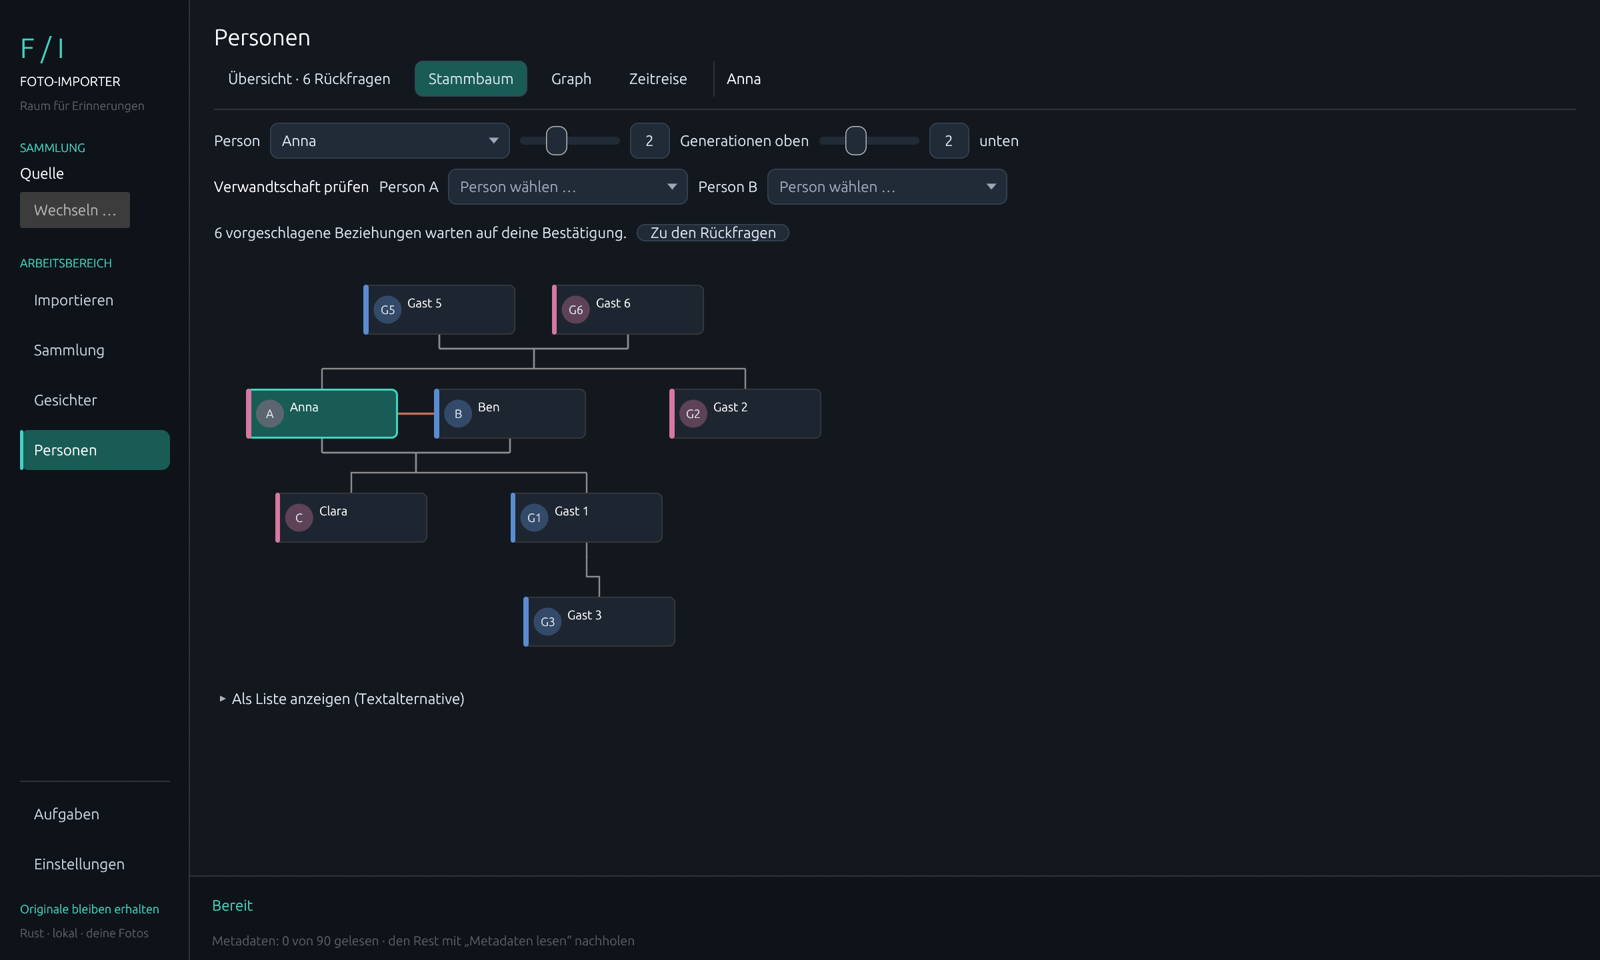 F / I
FOTO-IMPORTER
Raum für Erinnerungen
SAMMLUNG
Quelle
Wechseln …
ARBEITSBEREICH
Importieren
Sammlung
Gesichter
Personen
Aufgaben
Einstellungen
Originale bleiben erhalten
Rust · lokal · deine Fotos
Personen
Übersicht · 6 Rückfragen Stammbaum Graph Zeitreise Anna
Person Anna 2 Generationen oben 2 unten
Verwandtschaft prüfen Person A Person wählen … Person B Person wählen …
6 vorgeschlagene Beziehungen warten auf deine Bestätigung. Zu den Rückfragen
G5 Gast 5 G6 Gast 6
A Anna B Ben G2 Gast 2
C Clara G1 Gast 1
G3 Gast 3
▸ Als Liste anzeigen (Textalternative)
Bereit
Metadaten: 0 von 90 gelesen · den Rest mit „Metadaten lesen“ nachholen